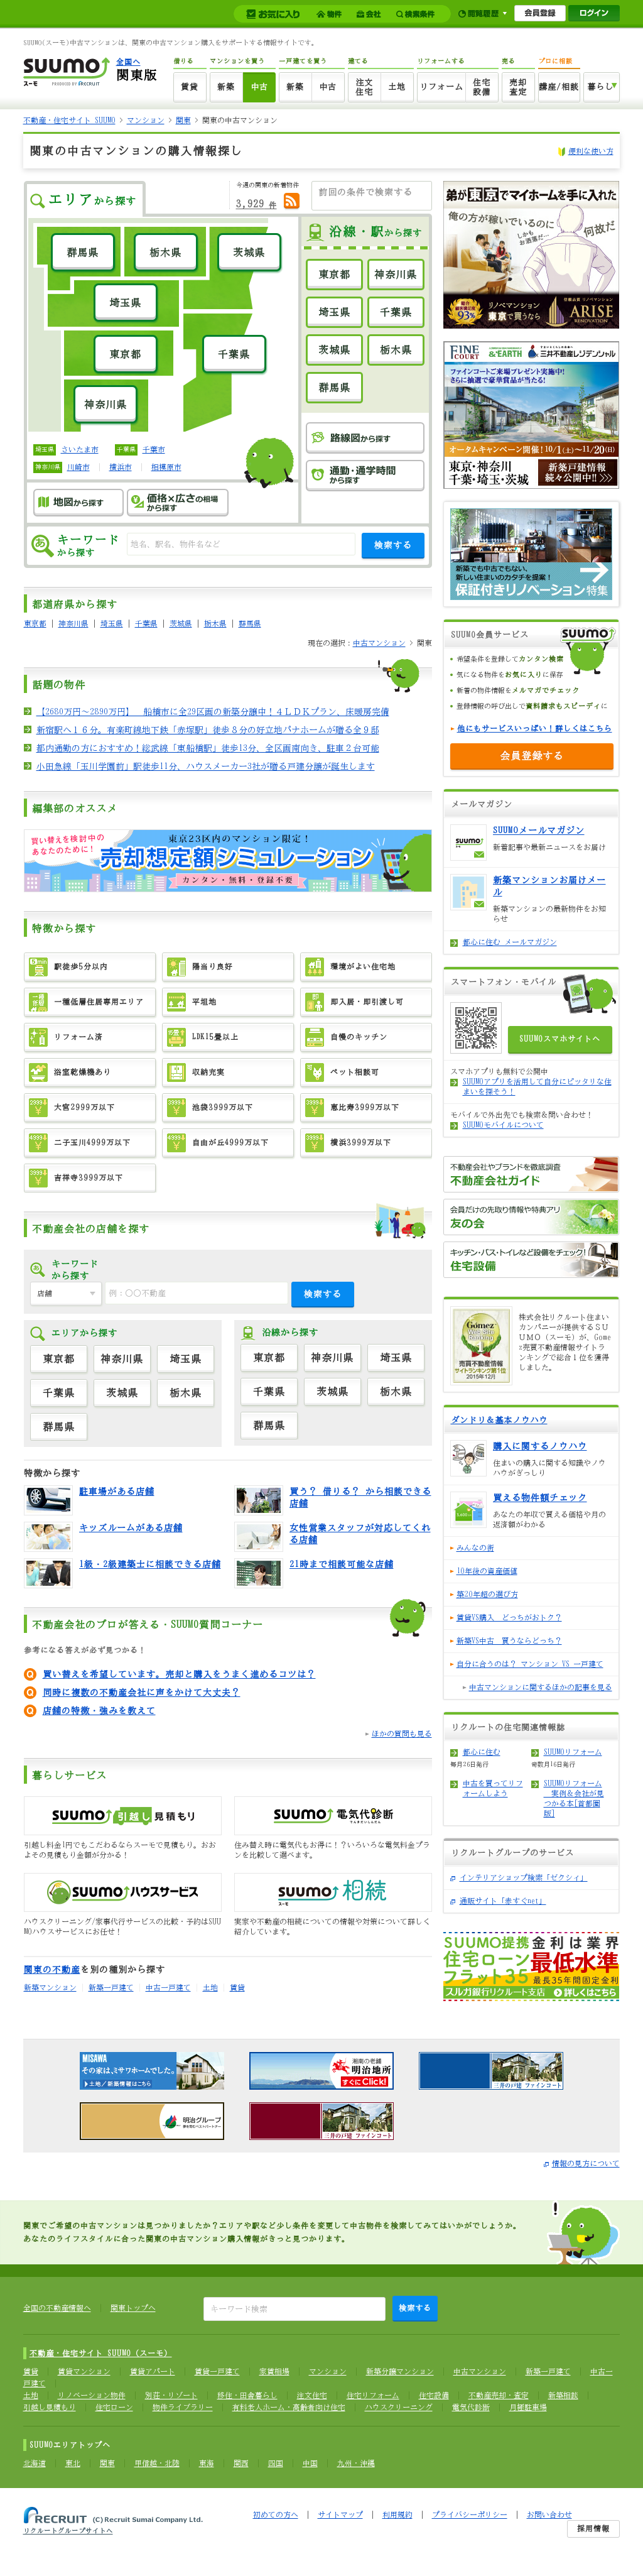 お気に入り 物件 会社 検索条件 閲覧履歴 会員登録 ログイン
SUUMO(スーモ)中古マンションは、関東の中古マンション購入をサポートする情報サイトです。
SUUMO スーモ PRODUCED BY RECRUIT
全国へ
関東版
借りる マンションを買う 一戸建てを買う 建てる リフォームする 売る プロに相談
賃貸 新築 中古 新築 中古 注文住宅 土地 リフォーム 住宅設備 売却査定 講座/相談 暮らし
不動産・住宅サイト SUUMO > マンション > 関東 > 関東の中古マンション
関東の中古マンションの購入情報探し
便利な使い方
エリアから探す
今週の関東の新着物件
3,929 件
前回の条件で検索する
群馬県 栃木県 茨城県
埼玉県
東京都 千葉県
神奈川県
埼玉県 さいたま市 千葉県 千葉市
神奈川県 川崎市 | 横浜市 | 相模原市
地図から探す
価格×広さの相場から探す
沿線・駅から探す
東京都 神奈川県
埼玉県 千葉県
茨城県 栃木県
群馬県
路線図から探す
通勤・通学時間から探す
キーワードから探す
地名、駅名、物件名など
検索する
都道府県から探す
東京都 | 神奈川県 | 埼玉県 | 千葉県 | 茨城県 | 栃木県 | 群馬県
現在の選択：中古マンション > 関東
話題の物件
【2680万円～2890万円】 船橋市に全29区画の新築分譲中！４ＬＤＫプラン、床暖房完備
新宿駅へ１６分。有楽町線地下鉄「赤塚駅」徒歩８分の好立地パナホームが贈る全９邸
都内通勤の方におすすめ！総武線「東船橋駅」徒歩13分、全区画南向き、駐車２台可能
小田急線「玉川学園前」駅徒歩11分、ハウスメーカー3社が贈る戸建分譲が誕生します
編集部のオススメ
買い替えを検討中のあなたのために！
東京23区内のマンション限定！
売却想定額シミュレーション
カンタン・無料・登録不要
特徴から探す
駅徒歩5分以内 陽当り良好 環境がよい住宅地
一種低層住居専用エリア 平坦地 即入居・即引渡し可
リフォーム済 LDK15畳以上 自慢のキッチン
浴室乾燥機あり 収納充実 ペット相談可
大宮2999万以下 池袋3999万以下 恵比寿3999万以下
二子玉川4999万以下 自由が丘4999万以下 横浜3999万以下
吉祥寺3999万以下
不動産会社の店舗を探す
キーワードから探す
店舗 例：〇〇不動産 検索する
エリアから探す
東京都 神奈川県 埼玉県
千葉県 茨城県 栃木県
群馬県
沿線から探す
東京都 神奈川県 埼玉県
千葉県 茨城県 栃木県
群馬県
特徴から探す
駐車場がある店舗
買う？ 借りる？ から相談できる店舗
キッズルームがある店舗
女性営業スタッフが対応してくれる店舗
1級・2級建築士に相談できる店舗
21時まで相談可能な店舗
不動産会社のプロが答える・SUUMO質問コーナー
参考になる答えが必ず見つかる！
買い替えを希望しています。売却と購入をうまく進めるコツは？
同時に複数の不動産会社に声をかけて大丈夫？
店舗の特徴・強みを教えて
ほかの質問も見る
暮らしサービス
SUUMO引越し見積もり
引越し料金1円でもこだわるならスーモで見積もり。おおよその見積もり金額が分かる！
SUUMO電気代診断
住み替え時に電気代もお得に！？いろいろな電気料金プランを比較して選べます。
SUUMOハウスサービス
ハウスクリーニング/家事代行サービスの比較・予約はSUUMOハウスサービスにお任せ！
SUUMO相続
実家や不動産の相続についての情報や対策について詳しく紹介しています。
関東の不動産を別の種別から探す
新築マンション | 新築一戸建て | 中古一戸建て | 土地 | 賃貸
弟が東京でマイホームを手に入れた
俺の方が稼いでいるのに
しかもお洒落だ…
何故だ
93%
リノベマンション東京で買うなら
ARISE RENOVATION
FINE COURT &EARTH 三井不動産レジデンシャル
ファインコートご来場プレゼント実施中！さらに抽選で豪華賞品が当たる！
オータムキャンペーン開催！10/1(土)～11/20(日)
東京・神奈川 千葉・埼玉・茨城
新築戸建情報 続々公開中!! >>>
新築でも中古でもない、新しい住まいのカタチを提案！
保証付きリノベーション特集
SUUMO会員サービス
希望条件を登録してカンタン検索
気になる物件をお気に入りに保存
新着の物件情報をメルマガでチェック
登録情報の呼び出しで資料請求もスピーディに
他にもサービスいっぱい！詳しくはこちら
会員登録する
メールマガジン
SUUMOメールマガジン
新着記事や最新ニュースをお届け
新築マンションお届けメール
新築マンションの最新物件をお知らせ
都心に住む メールマガジン
スマートフォン・モバイル
SUUMOスマホサイトへ
スマホアプリも無料で公開中
SUUMOアプリを活用して自分にピッタリな住まいを探そう！
モバイルで外出先でも検索＆問い合わせ！
SUUMOモバイルについて
不動産会社やブランドを徹底調査
不動産会社ガイド
会員だけの先取り情報や特典アリ
友の会
キッチン・バス・トイレなど設備をチェック！
住宅設備
Gomez 売買不動産情報サイトランキング第1位 2015年12月
株式会社リクルート住まいカンパニーが提供するＳＵＵＭＯ（スーモ）が、Gomez売買不動産情報サイトランキングで総合１位を獲得しました。
ダンドリ＆基本ノウハウ
購入に関するノウハウ
住まいの購入に関する知識やノウハウがぎっしり
買える物件額チェック
あなたの年収で買える価格や月の返済額がわかる
みんなの街
10年後の資産価値
築20年超の選び方
賃貸VS購入 どっちがおトク？
新築VS中古 買うならどっち？
自分に合うのは？ マンション VS 一戸建て
中古マンションに関するほかの記事を見る
リクルートの住宅関連情報誌
都心に住む
毎月26日発行
SUUMOリフォーム
奇数月16日発行
中古を買ってリフォームしよう
SUUMOリフォーム 実例＆会社が見つかる本[首都圏版]
リクルートグループのサービス
インテリアショップ検索「ゼクシィ」
通販サイト「赤すぐnet」
SUUMO提携 住宅ローン フラット35
金利は業界最低水準
最長35年間固定金利
スルガ銀行リクルート支店 詳しくはこちら
MISAWA その家は、ミサワホームでした。
土地／新築情報はこちら
湘南の老舗 明治地所 すぐにClick!
三井の戸建 ファインコート
明治グループ
三井の戸建 ファインコート
情報の見方について
関東でご希望の中古マンションは見つかりましたか？エリアや駅など少し条件を変更して中古物件を検索してみてはいかがでしょうか。
あなたのライフスタイルに合った関東の中古マンション購入情報がきっと見つかります。
全国の不動産情報へ | 関東トップへ キーワード検索 検索する
不動産・住宅サイト SUUMO（スーモ）
賃貸 | 賃貸マンション | 賃貸アパート | 賃貸一戸建て | 家賃相場 | マンション | 新築分譲マンション | 中古マンション | 新築一戸建て | 中古一戸建て
土地 | リノベーション物件 | 別荘・リゾート | 移住・田舎暮らし | 注文住宅 | 住宅リフォーム | 住宅設備 | 不動産売却・査定 | 新築相談
引越し見積もり | 住宅ローン | 物件ライブラリー | 有料老人ホーム・高齢者向け住宅 | ハウスクリーニング | 電気代診断 | 月極駐車場
SUUMOエリアトップへ
北海道 | 東北 | 関東 | 甲信越・北陸 | 東海 | 関西 | 四国 | 中国 | 九州・沖縄
RECRUIT (C)Recruit Sumai Company Ltd.
リクルートグループサイトへ
初めての方へ | サイトマップ | 利用規約 | プライバシーポリシー | お問い合わせ
採用情報